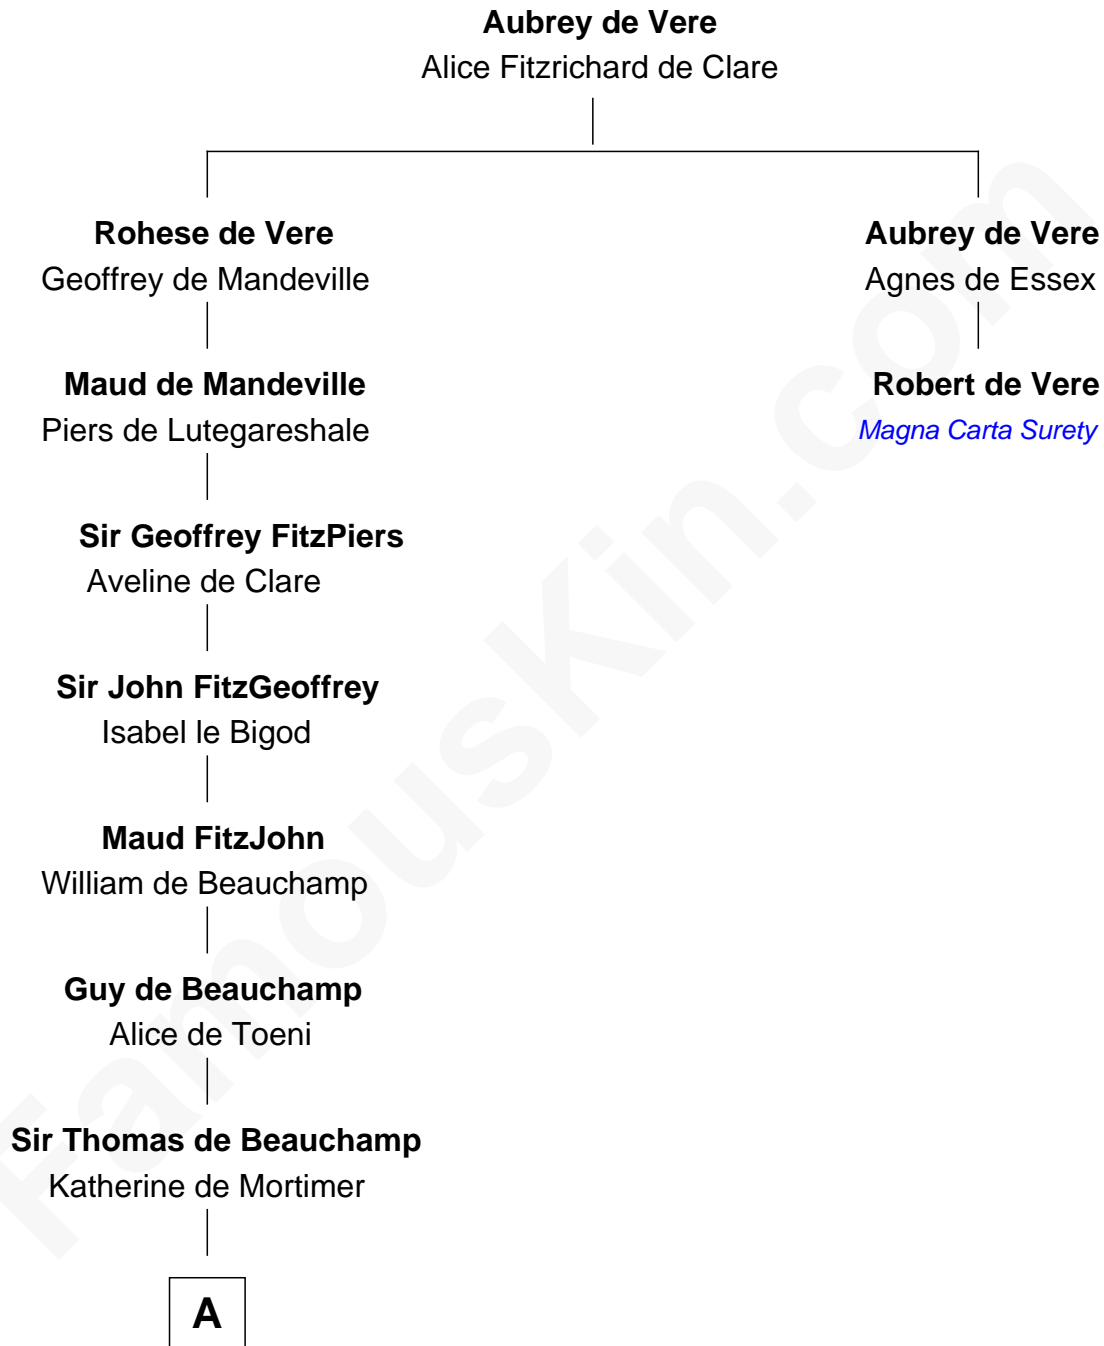 Aubrey de Vere
Alice Fitzrichard de Clare
Rohese de Vere
Geoffrey de Mandeville
Aubrey de Vere
Agnes de Essex
Maud de Mandeville
Piers de Lutegareshale
Robert de Vere
Magna Carta Surety
Sir Geoffrey FitzPiers
Aveline de Clare
Sir John FitzGeoffrey
Isabel le Bigod
Maud FitzJohn
William de Beauchamp
Guy de Beauchamp
Alice de Toeni
Sir Thomas de Beauchamp
Katherine de Mortimer
A
FamousKin.com